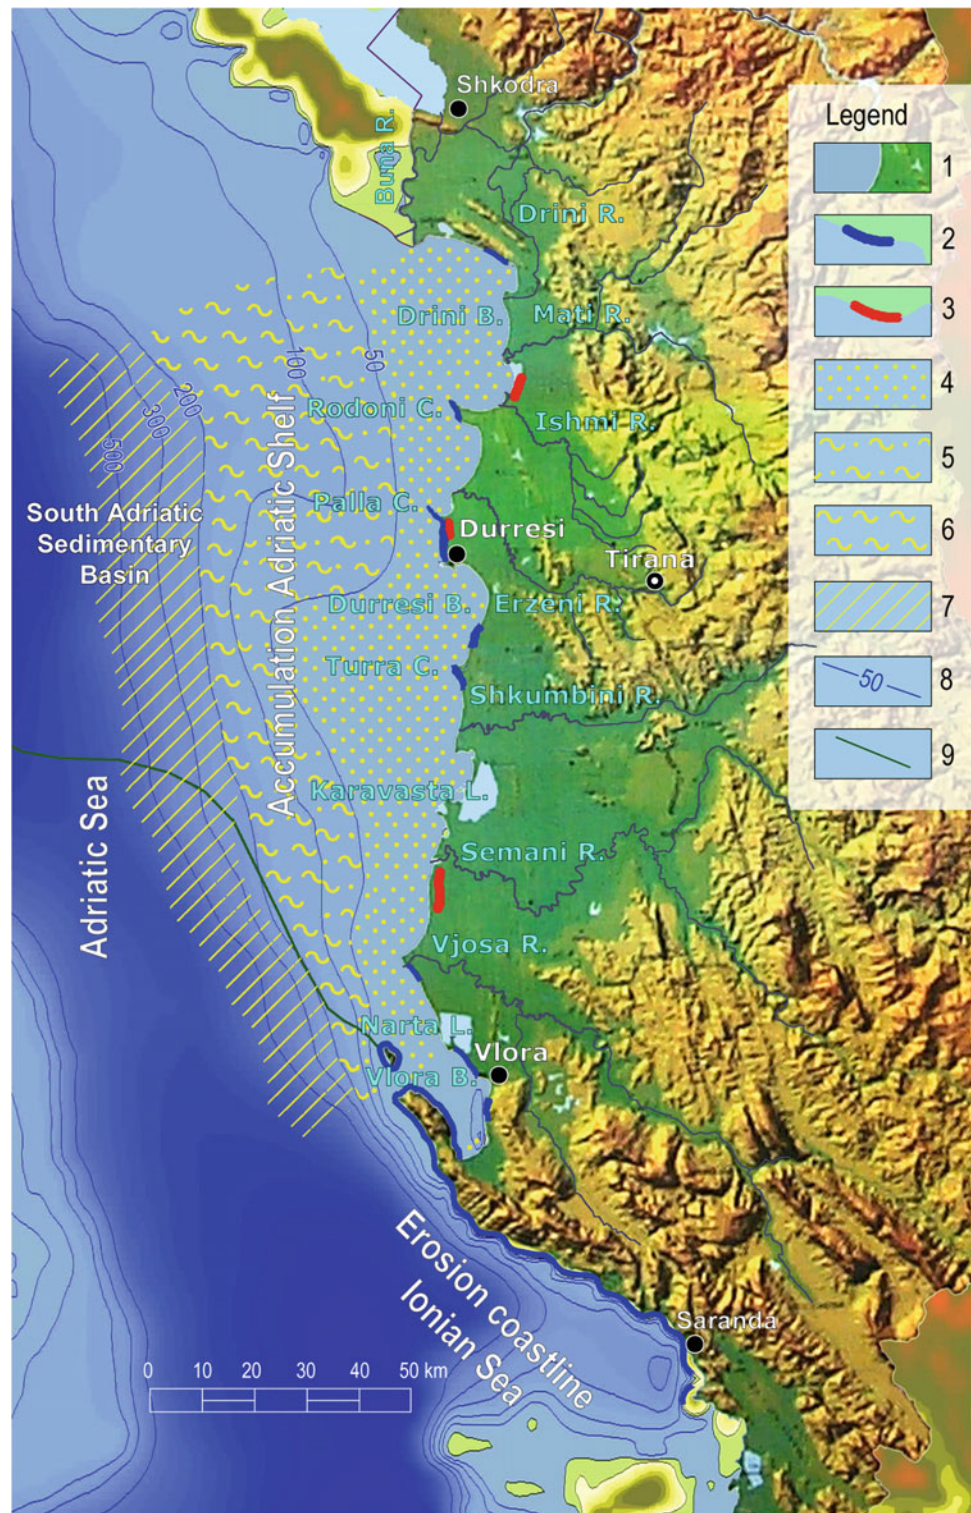 Shkodra
Legend
Buna R.
1
Drini R.
2
Drini B.
Mati R.
3
100
50
4
200
Rodoni C.
Ishmi R.
300
5
500
Accumulation Adriatic Shelf
Palla C.
South Adriatic
Sedimentary
Basin
Durresi
6
Tirana
Durresi B.
Erzeni R.
7
Turra C.
Shkumbini R.
50
8
9
Karavasta L.
Adriatic Sea
Semani R.
Vjosa R.
Narta L.
Vlora
Vlora B.
Erosion coastline
Ionian Sea
Saranda
0 10 20 30 40 50 km